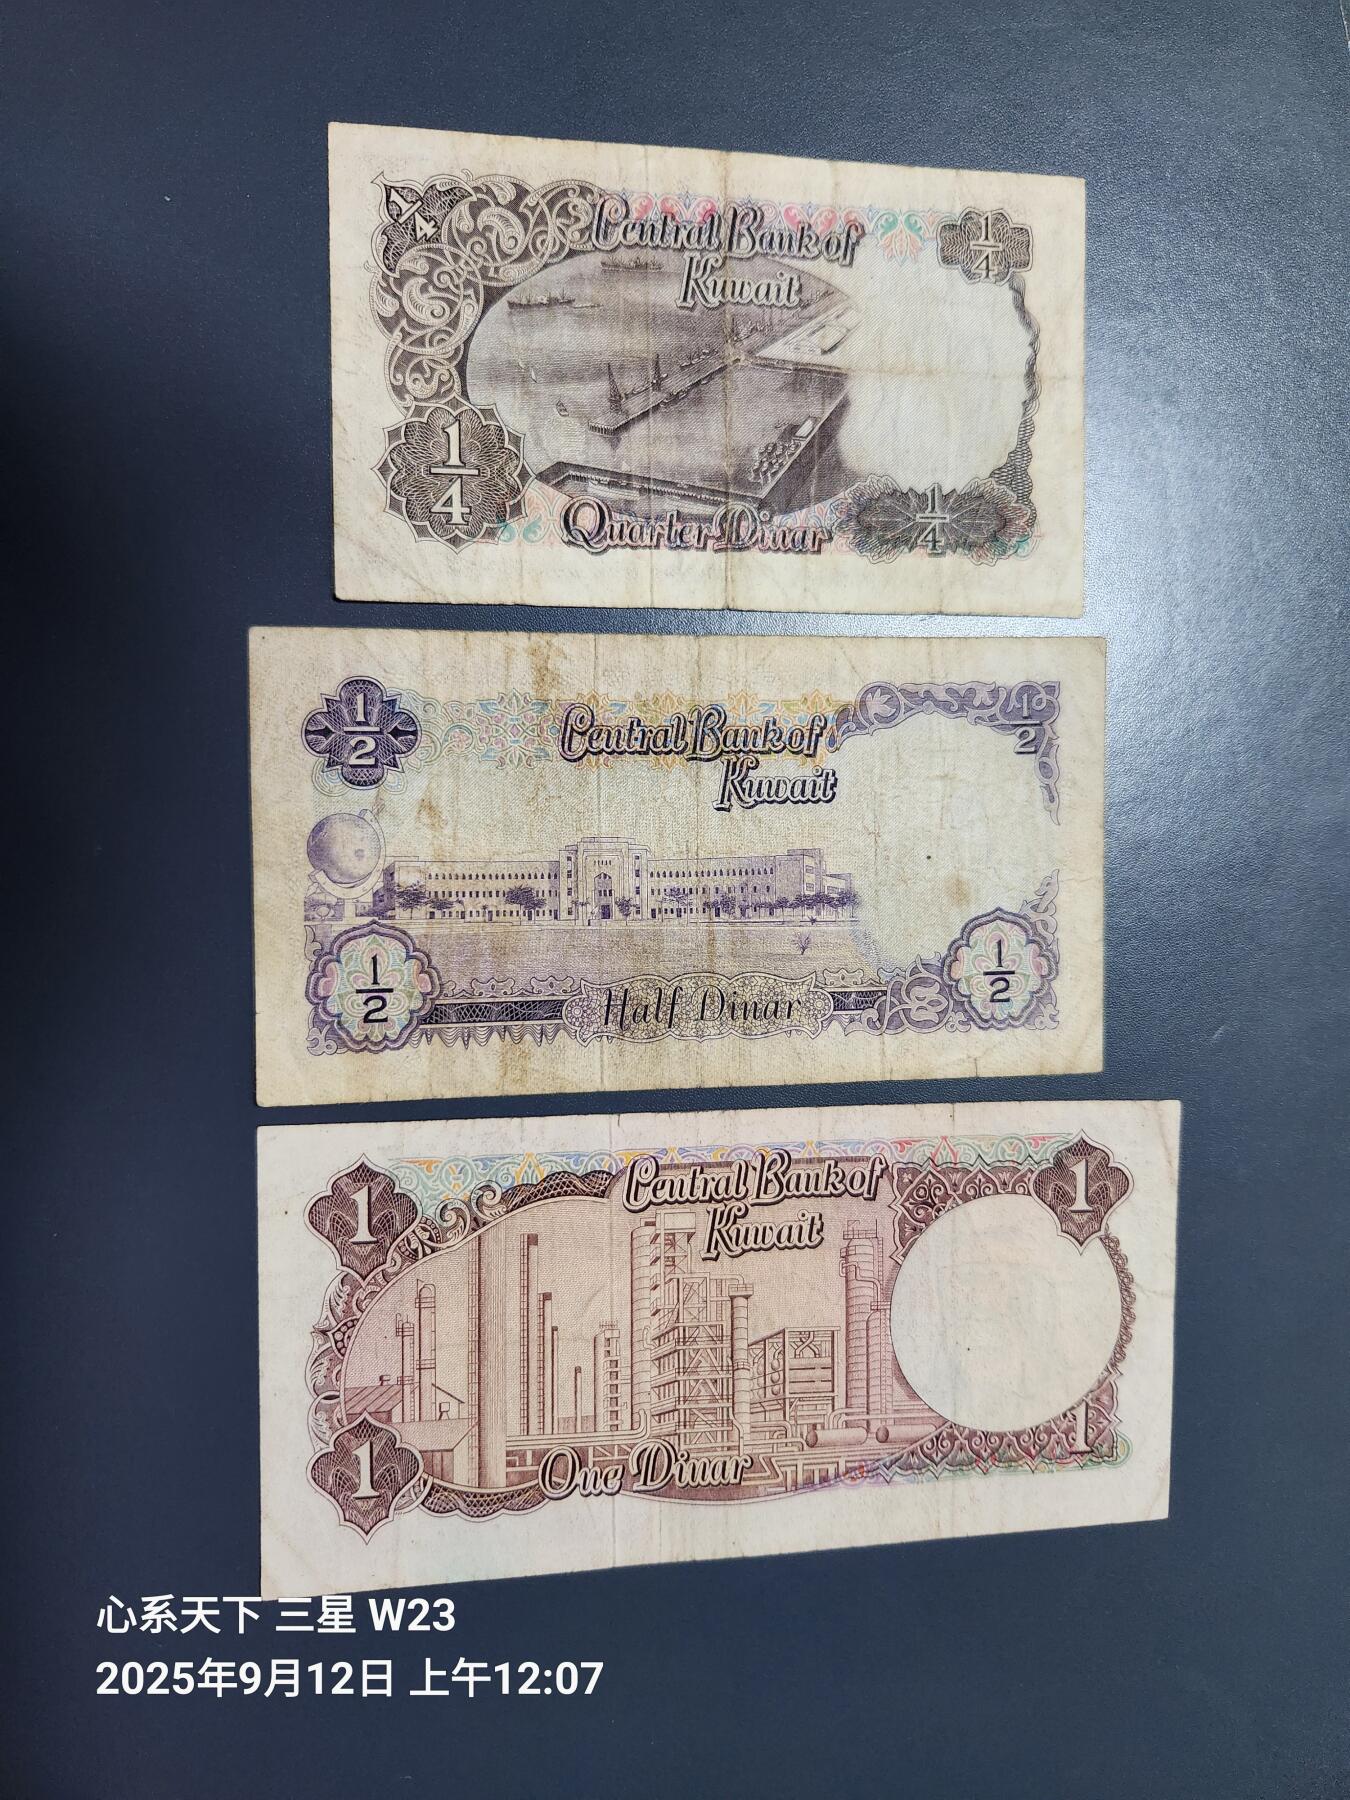 1/4
Central Bank of
Kuwait
1/4
1/4
Quarter Dinar
1/4
1/2
Central Bank of
Kuwait
1/2
1/2
Half Dinar
1/2
1
Central Bank of
Kuwait
1
1
One Dinar
1
心系天下 三星 W23
2025年9月12日 上午12:07